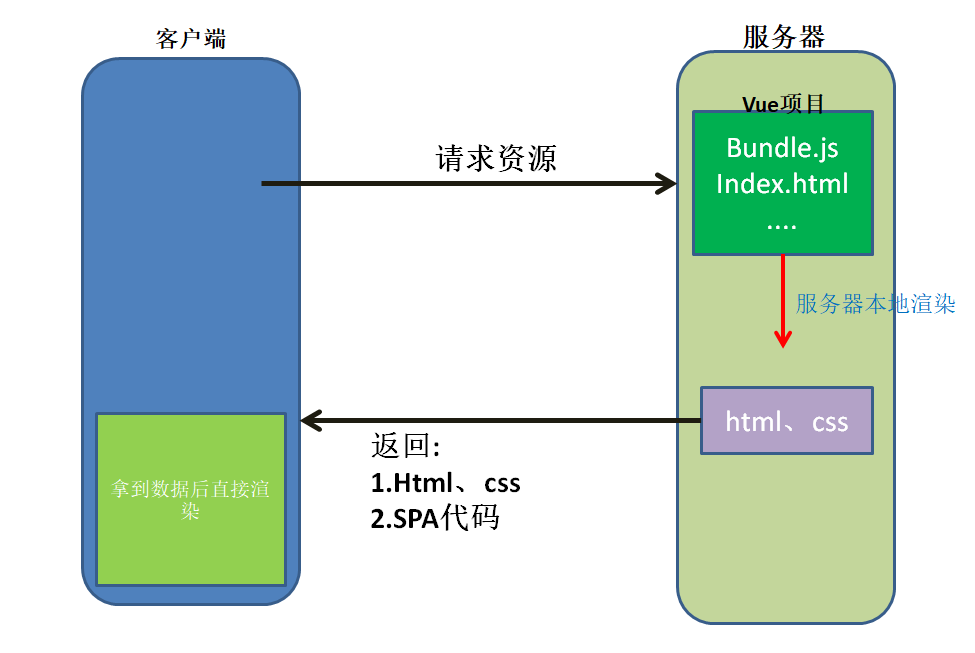 客户端
服务器
Vue项目
Bundle.js
Index.html
....
请求资源
服务器本地渲染
html、css
返回:
1.Html、css
2.SPA代码
拿到数据后直接渲
染